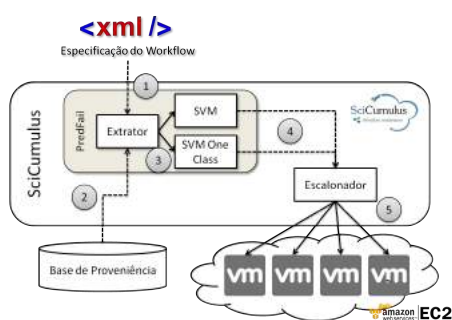 <xml />
Especificação do Workflow
1
SciCumulus
PredFail
Extrator
SVM
SVM One
Class
SciCumulus
2
3
4
Escalonador
5
Base de Proveniência
vm
vm
vm
vm
amazon
webservices
EC2